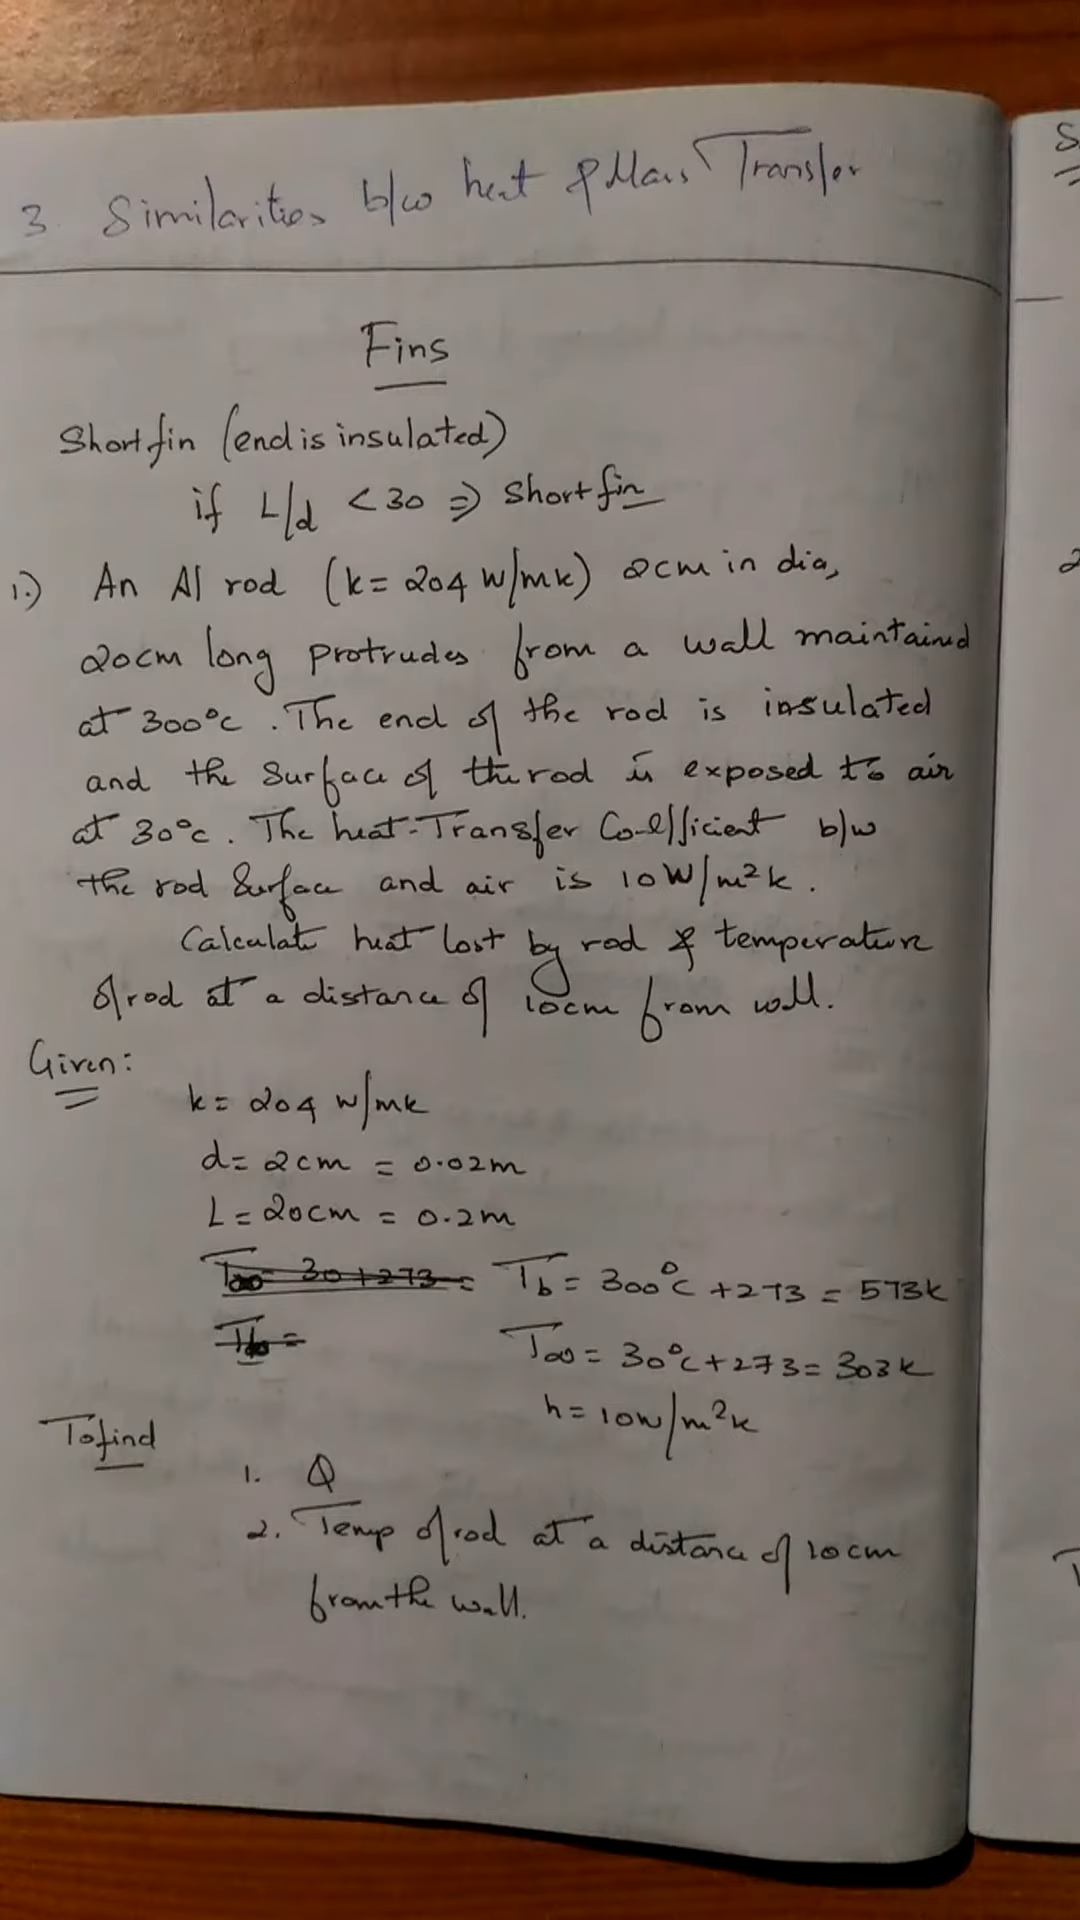 3. Similarities b/w heat & Mass Transfer
Fins
Short fin (end is insulated)
if L/d < 30 ⇒ Short fin
1.) An Al rod (k = 204 W/mk) 2cm in dia,
20cm long protrudes from a wall maintained
at 300°c. The end of the rod is insulated
and the Surface of the rod is exposed to air
at 30°c. The heat-Transfer Co-efficient b/w
the rod Surface and air is 10W/m²k.
Calculate heat lost by rod & temperature
of rod at a distance of 10cm from wall.
Given:
k = 204 W/mk
d = 2cm = 0.02m
L = 20cm = 0.2m
T∞ = 30+273 = Tb = 300°C + 273 = 573k
T∞ = 30°C + 273 = 303k
h = 10W/m²k
To find
1. Q
2. Temp of rod at a distance of 10cm
from the wall.